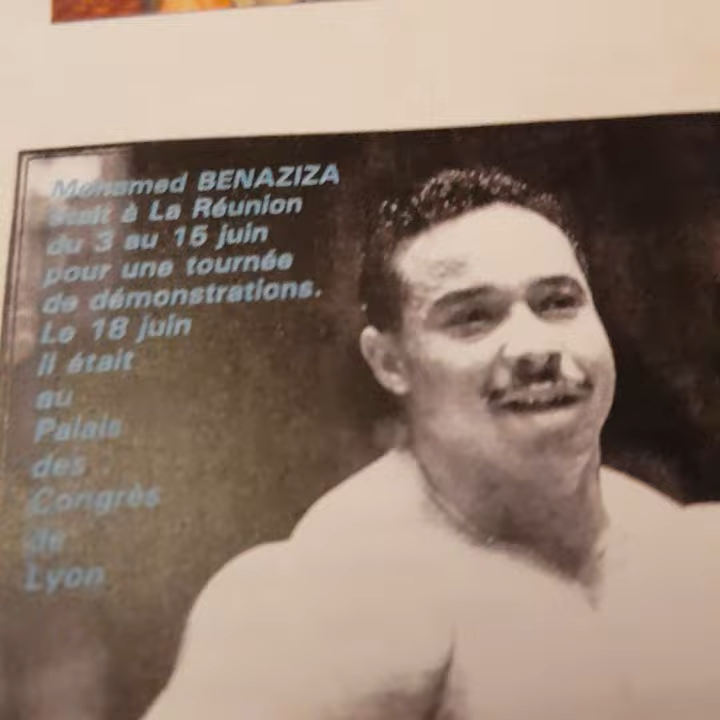 Mohamed BENAZIZA
était à La Réunion
du 3 au 15 juin
pour une tournée
de démonstrations.
Le 18 juin
il était
au
Palais
des
Congrès
de
Lyon